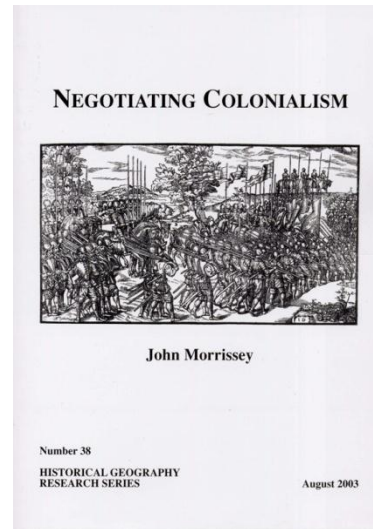 NEGOTIATING COLONIALISM
John Morrissey
Number 38
HISTORICAL GEOGRAPHY
RESEARCH SERIES
August 2003